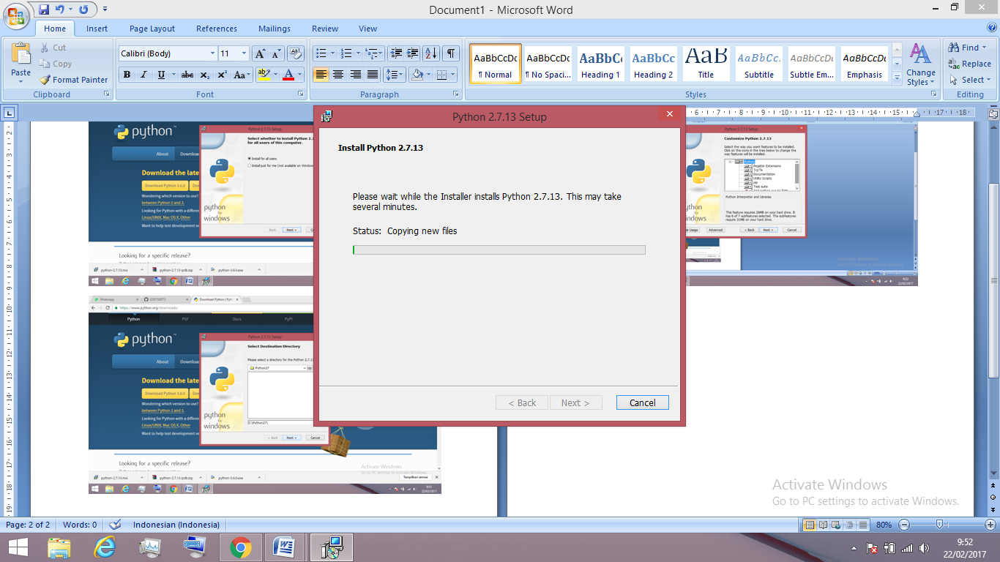 Document1 - Microsoft Word
Home Insert Page Layout References Mailings Review View
Paste
Cut
Copy
Format Painter
Clipboard
Calibri (Body) 11
B I U abc x₂ x² Aa
Font
Paragraph
AaBbCcDc AaBbCcDc AaBbC AaBbCc AaB AaBbCc. AaBbCcDc AaBbCcDc
¶ Normal ¶ No Spaci... Heading 1 Heading 2 Title Subtitle Subtle Em... Emphasis
Change Styles
Styles
Find
Replace
Select
Editing
Python 2.7.13 Setup
Install Python 2.7.13
Please wait while the Installer installs Python 2.7.13. This may take
several minutes.
Status: Copying new files
< Back Next > Cancel
python
About Downloa
Download the late
Download Python 3.6.0
Wondering which version to use?
between Python 2 and 3.
Looking for Python with a different
Linux/UNIX, Mac OS X, Other
Want to help test development ve
Looking for a specific release?
python-2.7.13.msi python-2.7.13-pdb.zip python-3.6.0.exe
Python 2.7.13 Setup
Select whether to install Python 2.7
for all users of this computer.
Install for all users
Install just for me (not available on Window
python
for
windows
Back Next >
Python 2.7.13 Setup
Customize Python 2.7.13
Select the way you want features to be installed.
Click on the icons in the tree below to change the
way features will be installed.
Python
Register Extensions
Tcl/Tk
Documentation
Utility Scripts
pip
Test suite
Python Interpreter and Libraries
This feature requires 26MB on your hard drive. It
has 6 of 7 subfeatures selected. The subfeatures
require 31MB on your hard drive.
Advanced < Back Next > Cancel
9:52
22/02/2017
WhatsApp
Download Python | Pyth
https://www.python.org/downloads/
Python PSF Docs PyPI
python
About Downloa
Download the late
Download Python 3.6.0
Wondering which version to use?
between Python 2 and 3.
Looking for Python with a different
Linux/UNIX, Mac OS X, Other
Want to help test development ve
Looking for a specific release?
Python 2.7.13 Setup
Select Destination Directory
Please select a directory for the Python 2.7.13
Python27
C:\Python27\
python
for
windows
< Back Next > Cancel
Activate Windows
Go to PC settings to activate Windows.
python-2.7.13.msi python-2.7.13-pdb.zip python-3.6.0.exe Tampilkan semua
9:51
22/02/2017
Activate Windows
Go to PC settings to activate Windows.
Page: 2 of 2 Words: 0 Indonesian (Indonesia) 80%
9:52
22/02/2017